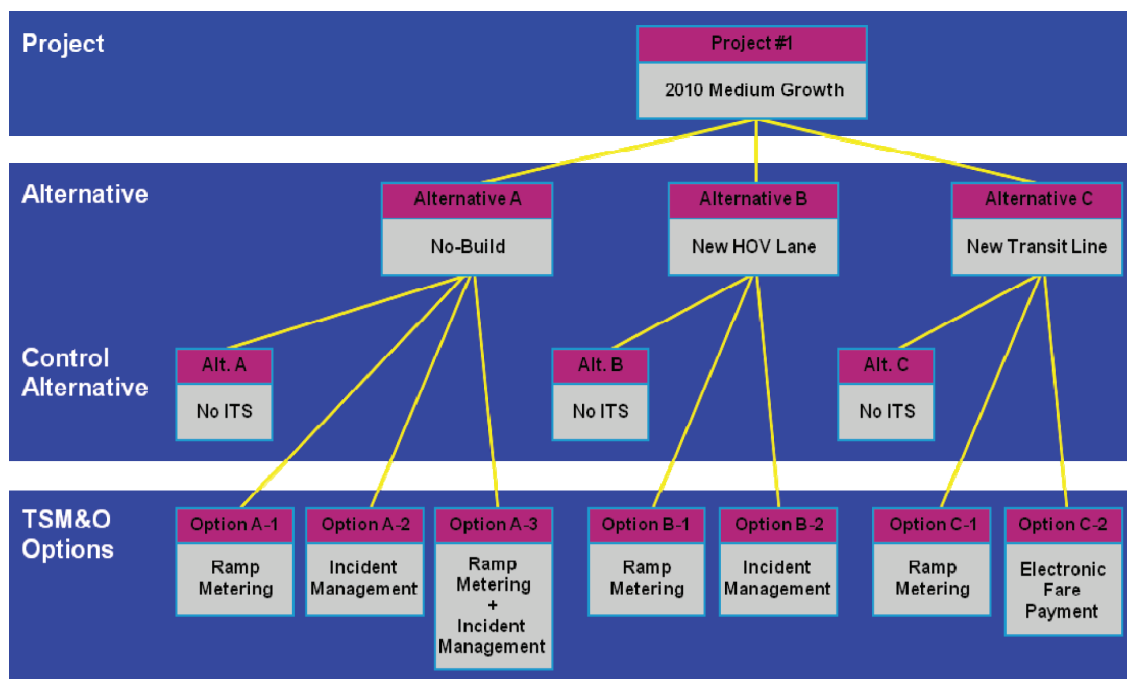 Project
Project #1
2010 Medium Growth
Alternative
Alternative A
No-Build
Alternative B
New HOV Lane
Alternative C
New Transit Line
Control
Alternative
Alt. A
No ITS
Alt. B
No ITS
Alt. C
No ITS
TSM&O
Options
Option A-1
Ramp
Metering
Option A-2
Incident
Management
Option A-3
Ramp
Metering
+
Incident
Management
Option B-1
Ramp
Metering
Option B-2
Incident
Management
Option C-1
Ramp
Metering
Option C-2
Electronic
Fare
Payment